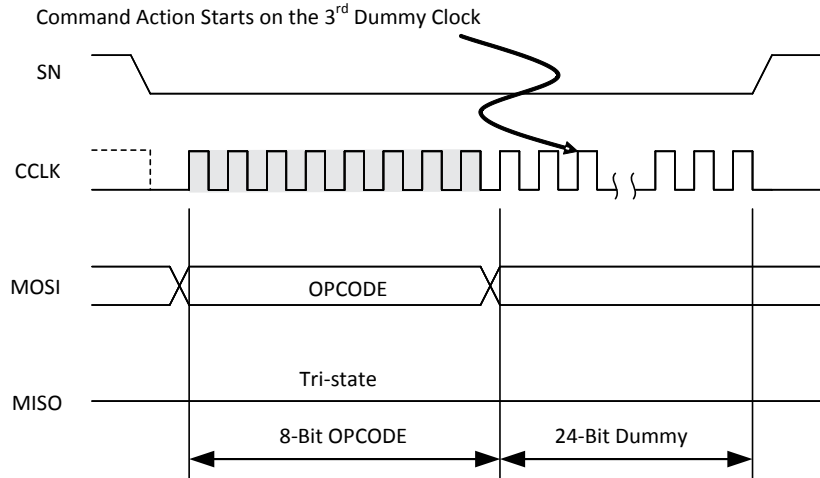 Command Action Starts on the 3rd Dummy Clock
SN
CCLK
MOSI
OPCODE
Tri-state
MISO
8-Bit OPCODE
24-Bit Dummy